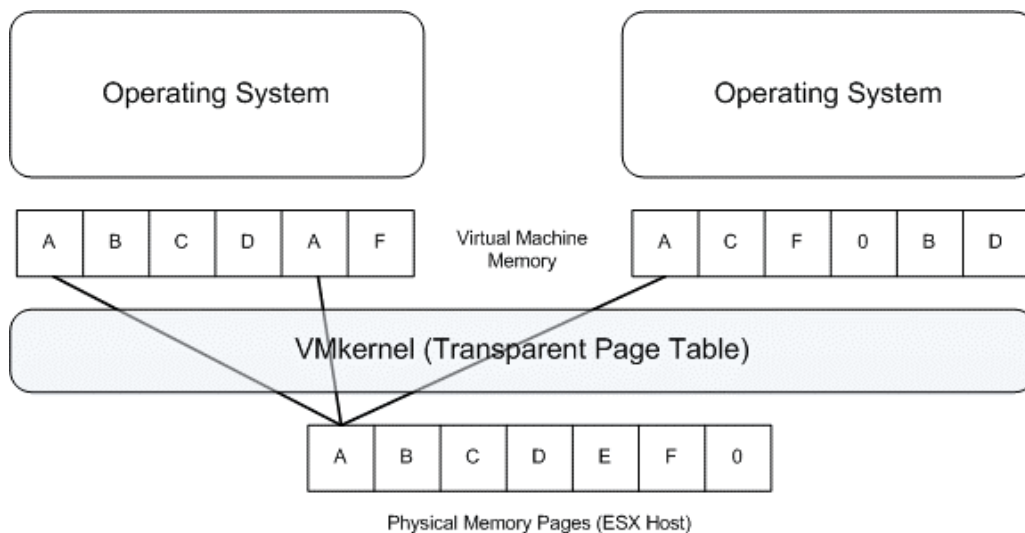 Operating System
Operating System
A B C D A F
Virtual Machine
Memory
A C F 0 B D
VMkernel (Transparent Page Table)
A B C D E F 0
Physical Memory Pages (ESX Host)